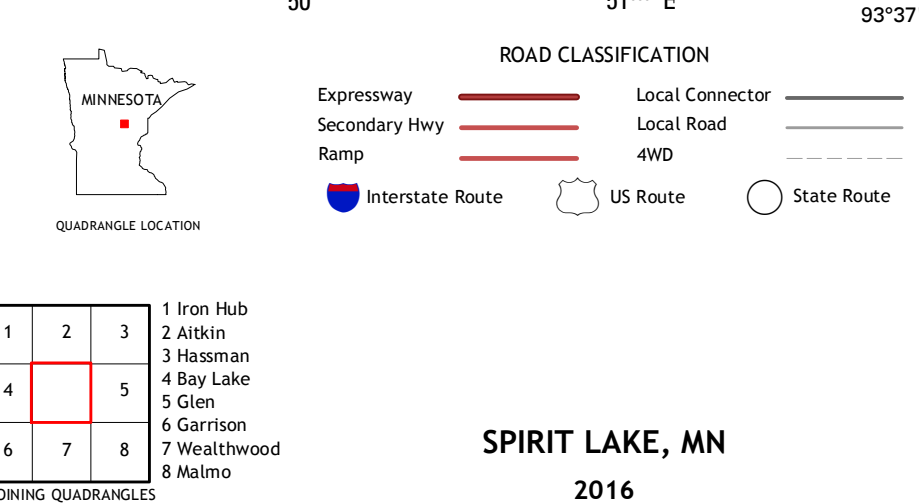 93°37
ROAD CLASSIFICATION
MINNESOTA
QUADRANGLE LOCATION
Expressway
Secondary Hwy
Ramp
Local Connector
Local Road
4WD
Interstate Route
US Route
State Route
1 2 3
4 5
6 7 8
1 Iron Hub
2 Aitkin
3 Hassman
4 Bay Lake
5 Glen
6 Garrison
7 Wealthwood
8 Malmo
QUADRANGLES
SPIRIT LAKE, MN
2016